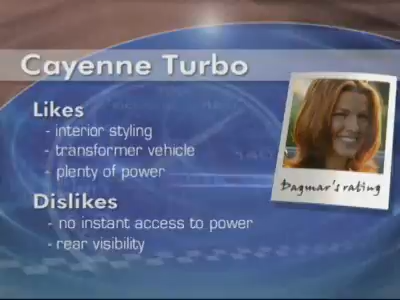 Cayenne Turbo
Likes
- interior styling
- transformer vehicle
- plenty of power
Dagmar's rating
Dislikes
- no instant access to power
- rear visibility